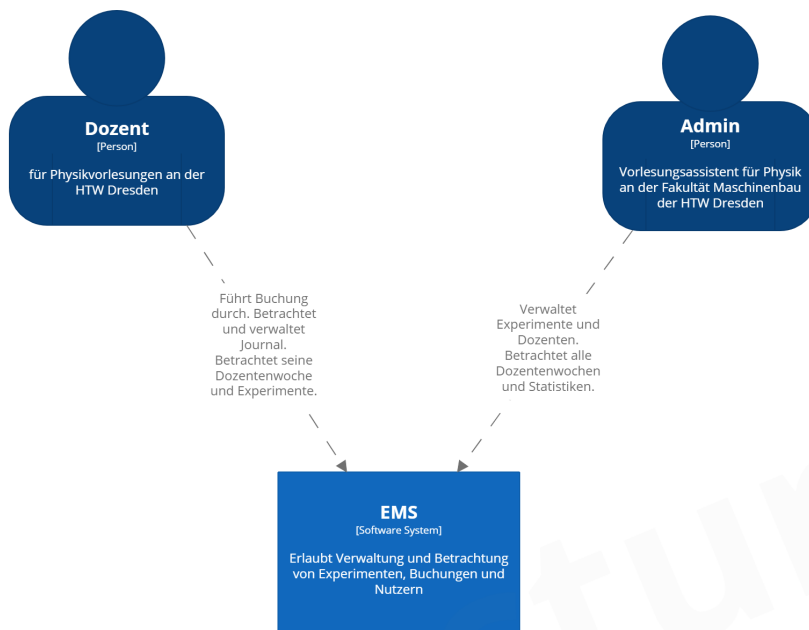 Dozent
[Person]
für Physikvorlesungen an der
HTW Dresden
Admin
[Person]
Vorlesungsassistent für Physik
an der Fakultät Maschinenbau
der HTW Dresden
Führt Buchung
durch. Betrachtet
und verwaltet
Journal.
Betrachtet seine
Dozentenwoche
und Experimente.
Verwaltet
Experimente und
Dozenten.
Betrachtet alle
Dozentenwochen
und Statistiken.
EMS
[Software System]
Erlaubt Verwaltung und Betrachtung
von Experimenten, Buchungen und
Nutzern